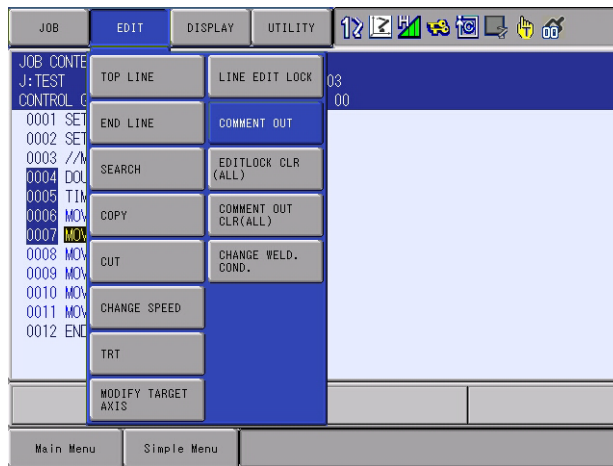 JOB EDIT DISPLAY UTILITY
JOB CONTE
J:TEST 03
CONTROL G 00
0001 SET
0002 SET
0003 //M
0004 DOU
0005 TIM
0006 MOV
0007 MOV
0008 MOV
0009 MOV
0010 MOV
0011 MOV
0012 END
TOP LINE
END LINE
SEARCH
COPY
CUT
CHANGE SPEED
TRT
MODIFY TARGET
AXIS
LINE EDIT LOCK
COMMENT OUT
EDITLOCK CLR
(ALL)
COMMENT OUT
CLR(ALL)
CHANGE WELD.
COND.
Main Menu Simple Menu